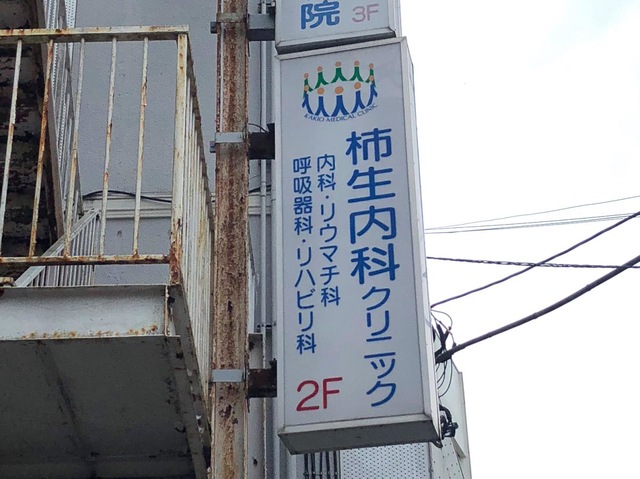 院 3F
KAKIO MEDICAL CLINIC
柿生内科クリニック
内科・リウマチ科
呼吸器科・リハビリ科
2F